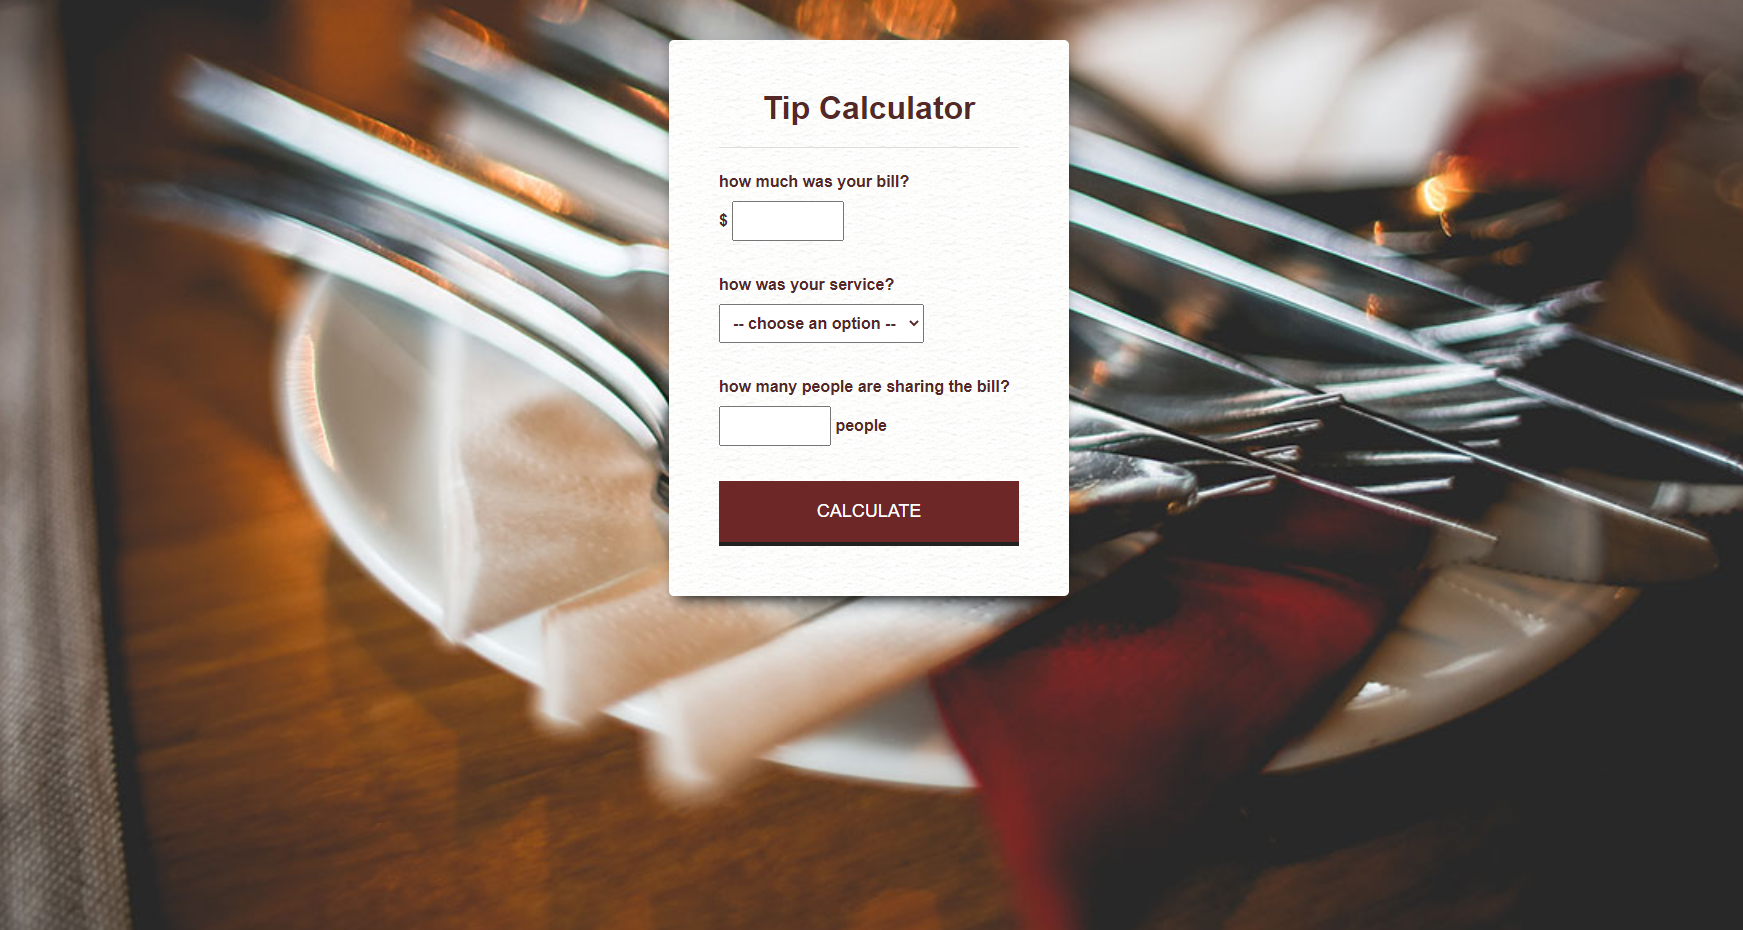 Tip Calculator
how much was your bill?
$
how was your service?
-- choose an option --
how many people are sharing the bill?
people
CALCULATE